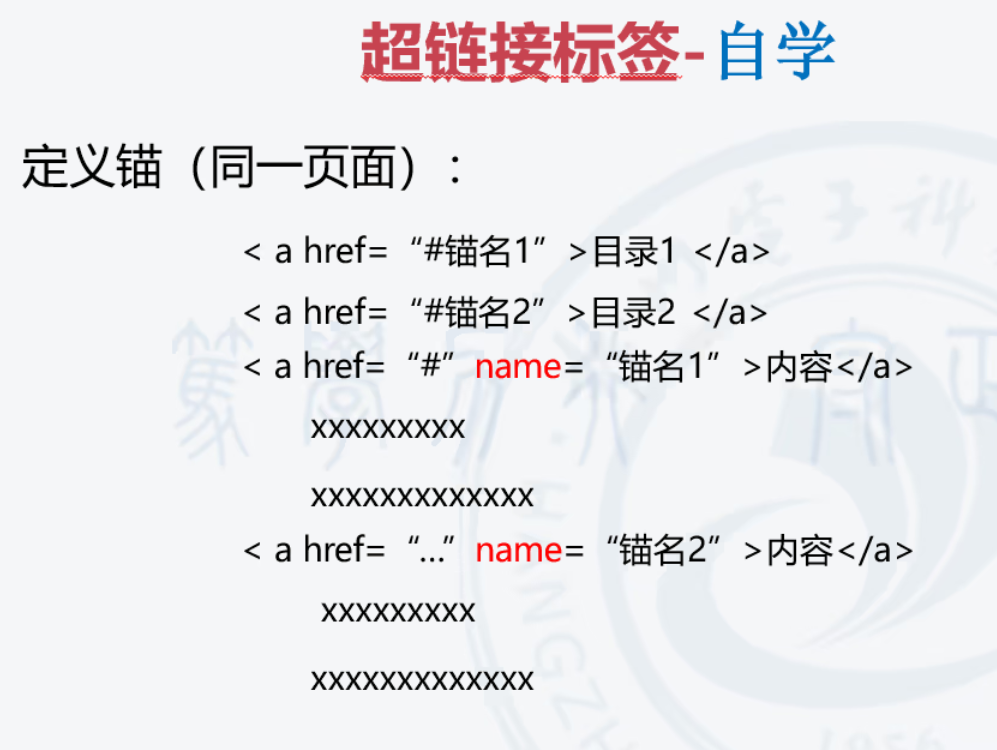 超链接标签-自学
定义锚（同一页面）：
< a href=“#锚名1”>目录1 </a>
< a href=“#锚名2”>目录2 </a>
< a href=“#”name=“锚名1”>内容</a>
xxxxxxxxx
xxxxxxxxxxxxx
< a href=“…”name=“锚名2”>内容</a>
xxxxxxxxx
xxxxxxxxxxxxx